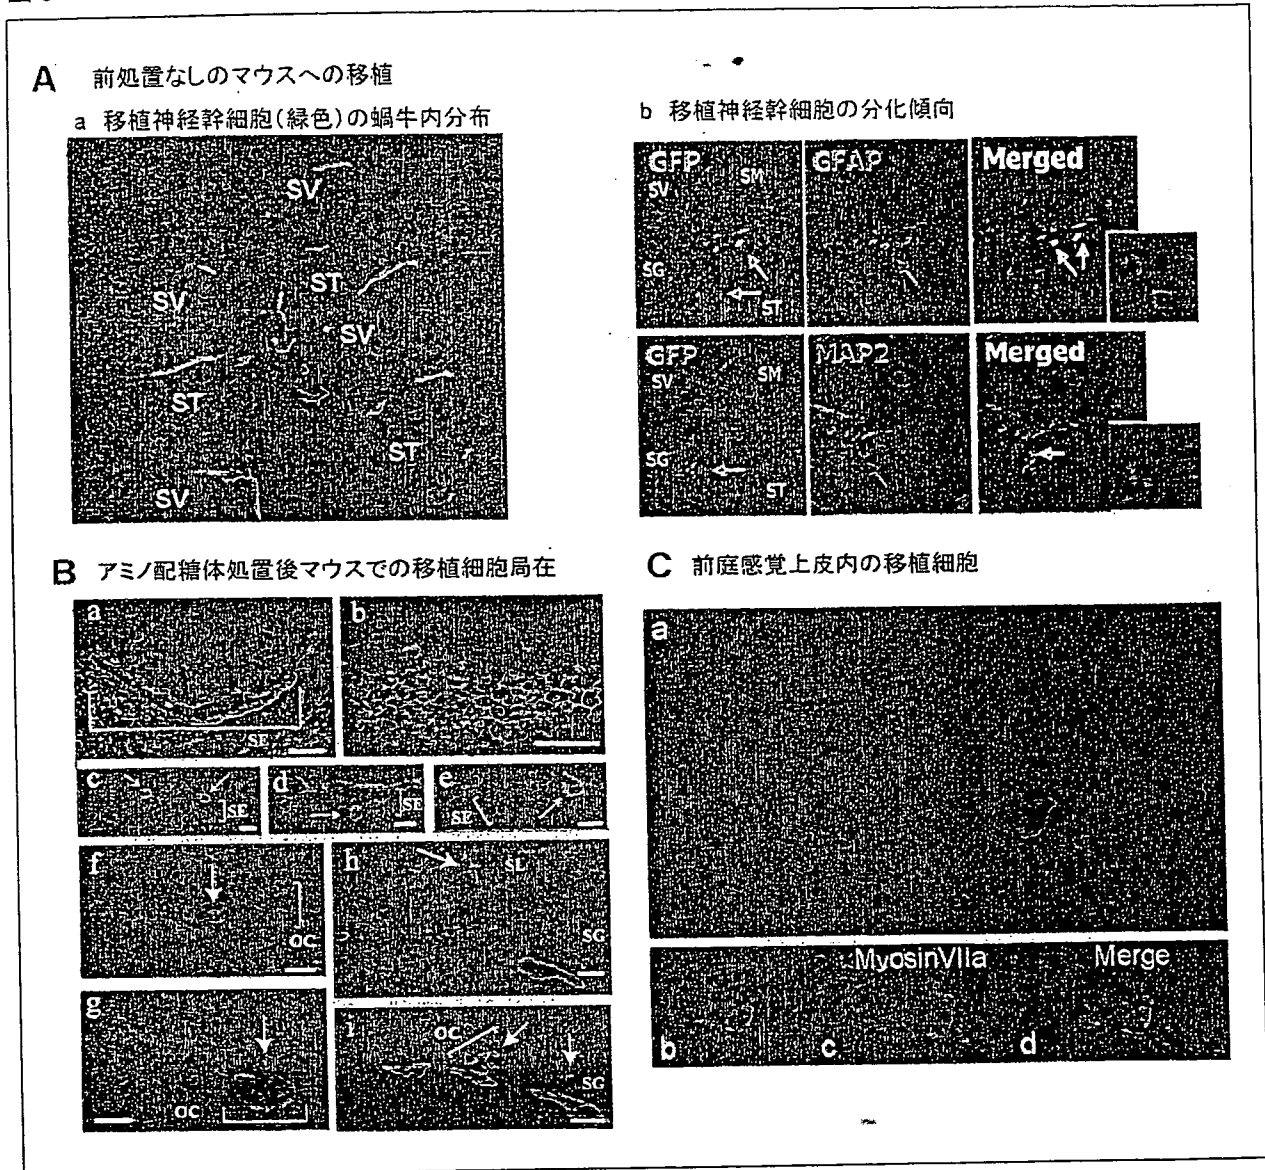 A 前処置なしのマウスへの移植
a 移植神経幹細胞(緑色)の蝸牛内分布
SV
ST
SV
SV
ST
ST
SV
b 移植神経幹細胞の分化傾向
GFP
SV
SM
SG
ST
GFAP
Merged
GFP
SV
SM
SG
ST
MAP2
Merged
B アミノ配糖体処置後マウスでの移植細胞局在
a
SE
b
c
SE
d
SE
e
SE
f
OC
h
SL
SG
g
OC
i
OC
SG
C 前庭感覚上皮内の移植細胞
a
b
MyosinVIIa
c
Merge
d